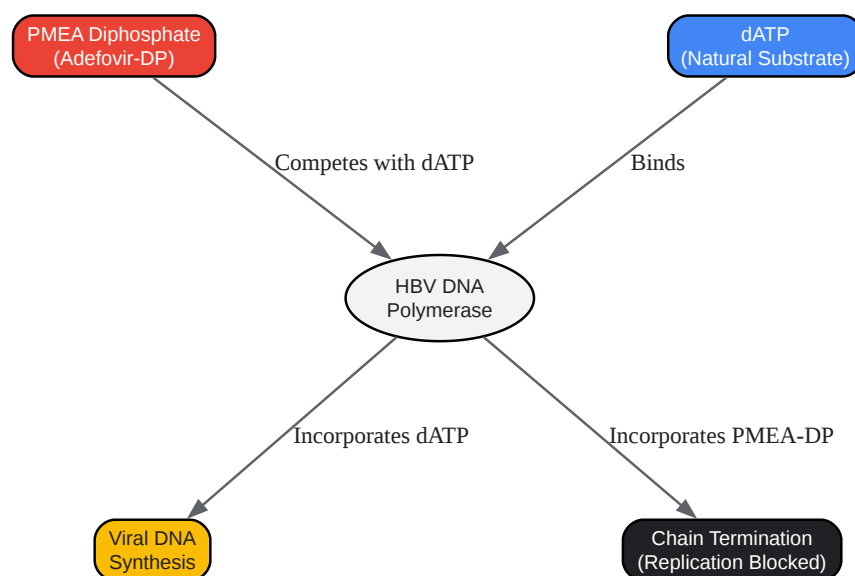 PMEA Diphosphate
(Adefovir-DP)
dATP
(Natural Substrate)
Competes with dATP
Binds
HBV DNA
Polymerase
Incorporates dATP
Incorporates PMEA-DP
Viral DNA
Synthesis
Chain Termination
(Replication Blocked)